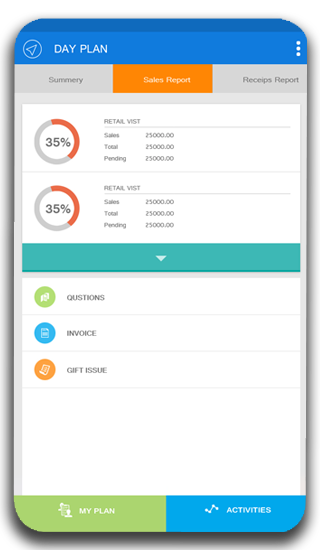 DAY PLAN
Summery Sales Report Receips Report
RETAIL VIST
35%
Sales 25000.00
Total 25000.00
Pending 25000.00
RETAIL VIST
35%
Sales 25000.00
Total 25000.00
Pending 25000.00
QUSTIONS
INVOICE
GIFT ISSUE
MY PLAN ACTIVITIES